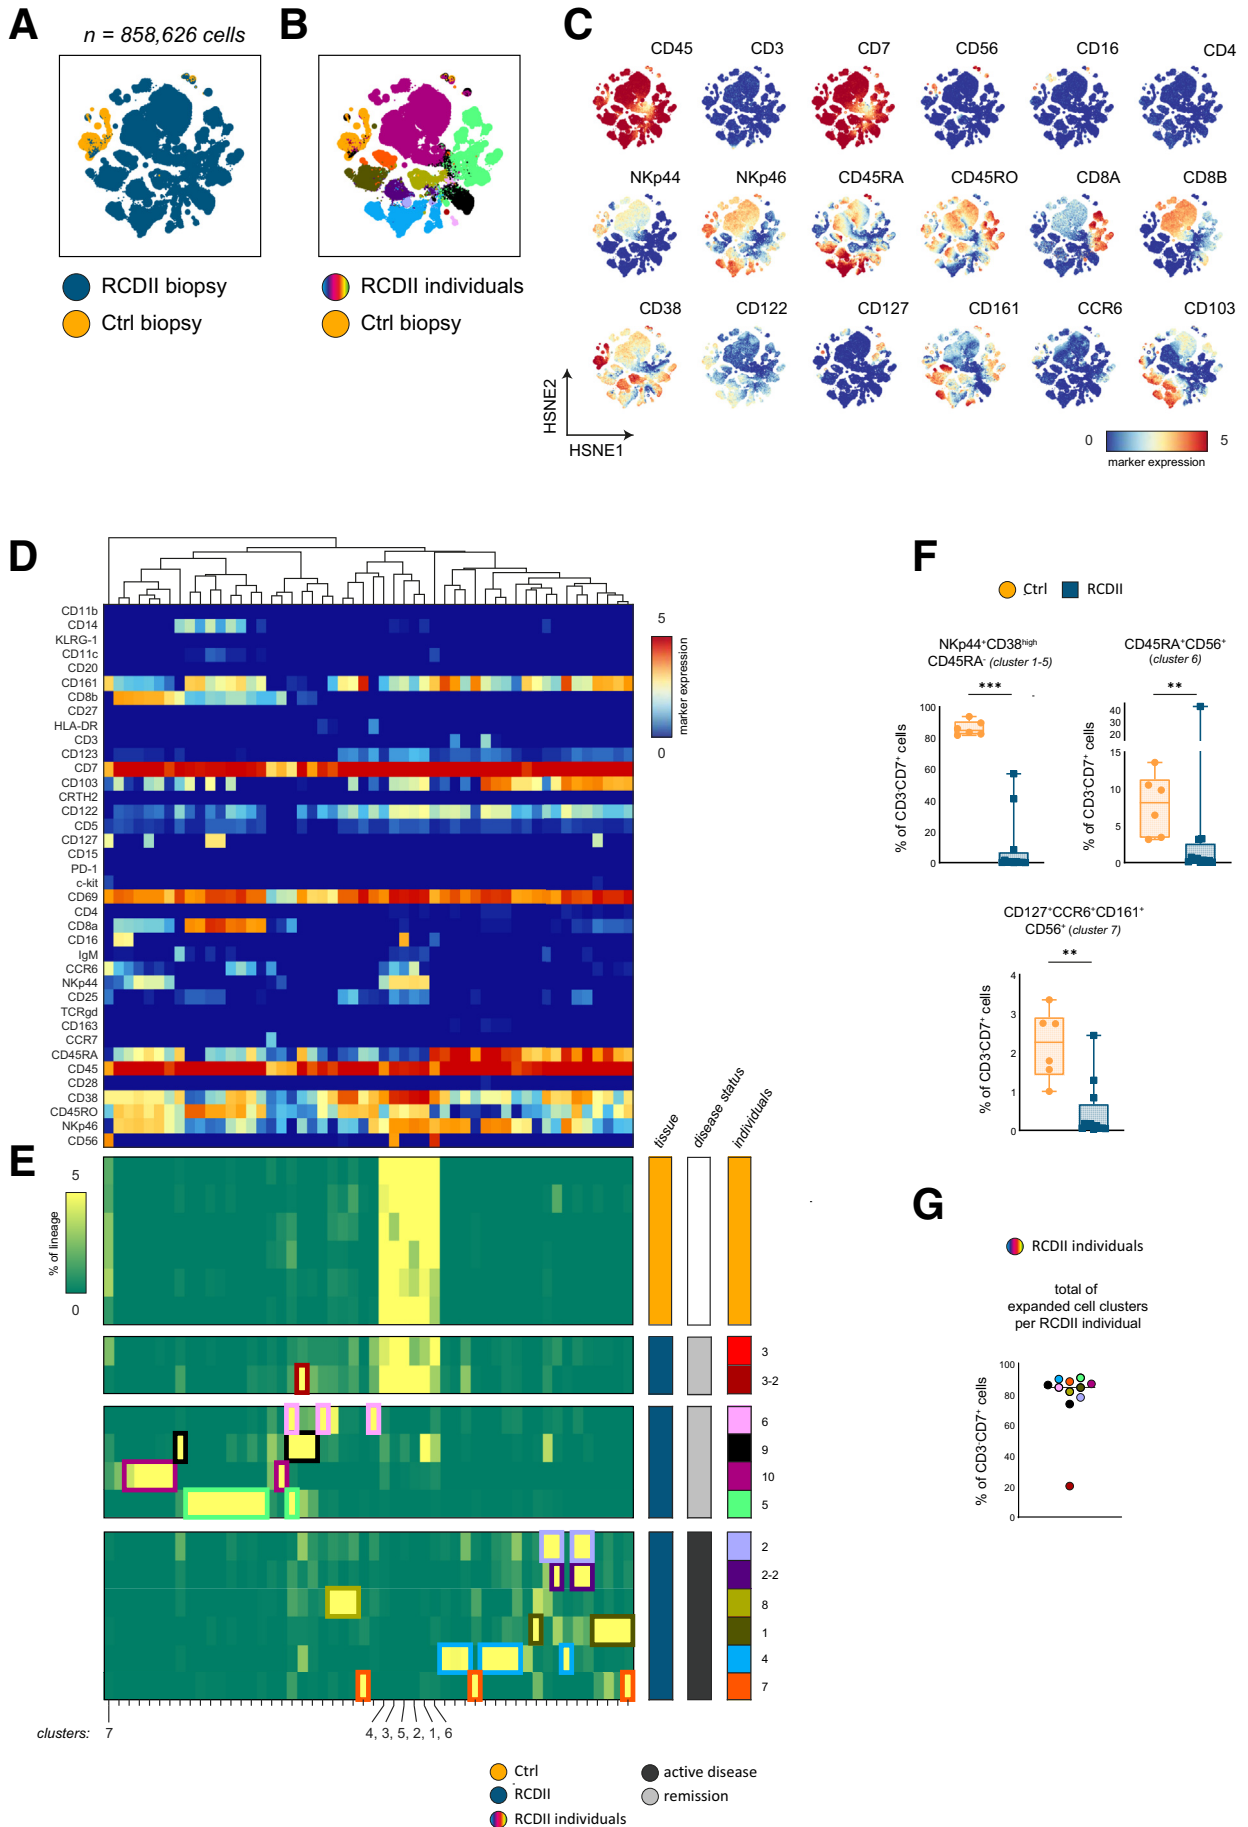 A
n = 858,626 cells
RCDII biopsy
Ctrl biopsy
B
RCDII individuals
Ctrl biopsy
C
CD45 CD3 CD7 CD56 CD16 CD4
NKp44 NKp46 CD45RA CD45RO CD8A CD8B
CD38 CD122 CD127 CD161 CCR6 CD103
HSNE2
HSNE1
0 5
marker expression
D
CD11b
CD14
KLRG-1
CD11c
CD20
CD161
CD8b
CD27
HLA-DR
CD3
CD123
CD7
CD103
CRTH2
CD122
CD5
CD127
CD15
PD-1
c-kit
CD69
CD4
CD8a
CD16
IgM
CCR6
NKp44
CD25
TCRgd
CD163
CCR7
CD45RA
CD45
CD28
CD38
CD45RO
NKp46
CD56
5
marker expression
0
E
5
% of lineage
0
tissue
disease status
individuals
3
3-2
6
9
10
5
2
2-2
8
1
4
7
clusters: 7 4, 3, 5, 2, 1, 6
Ctrl
RCDII
RCDII individuals
active disease
remission
F
Ctrl RCDII
NKp44⁺CD38ʰⁱᵍʰ
CD45RA⁻ (cluster 1-5)
***
% of CD3⁻CD7⁺ cells
100
80
60
40
20
0
CD45RA⁺CD56⁺
(cluster 6)
**
% of CD3⁻CD7⁺ cells
40
20
15
10
5
0
CD127⁺CCR6⁺CD161⁺
CD56⁺ (cluster 7)
**
% of CD3⁻CD7⁺ cells
4
3
2
1
0
G
RCDII individuals
total of
expanded cell clusters
per RCDII individual
% of CD3⁻CD7⁺ cells
100
80
60
40
20
0